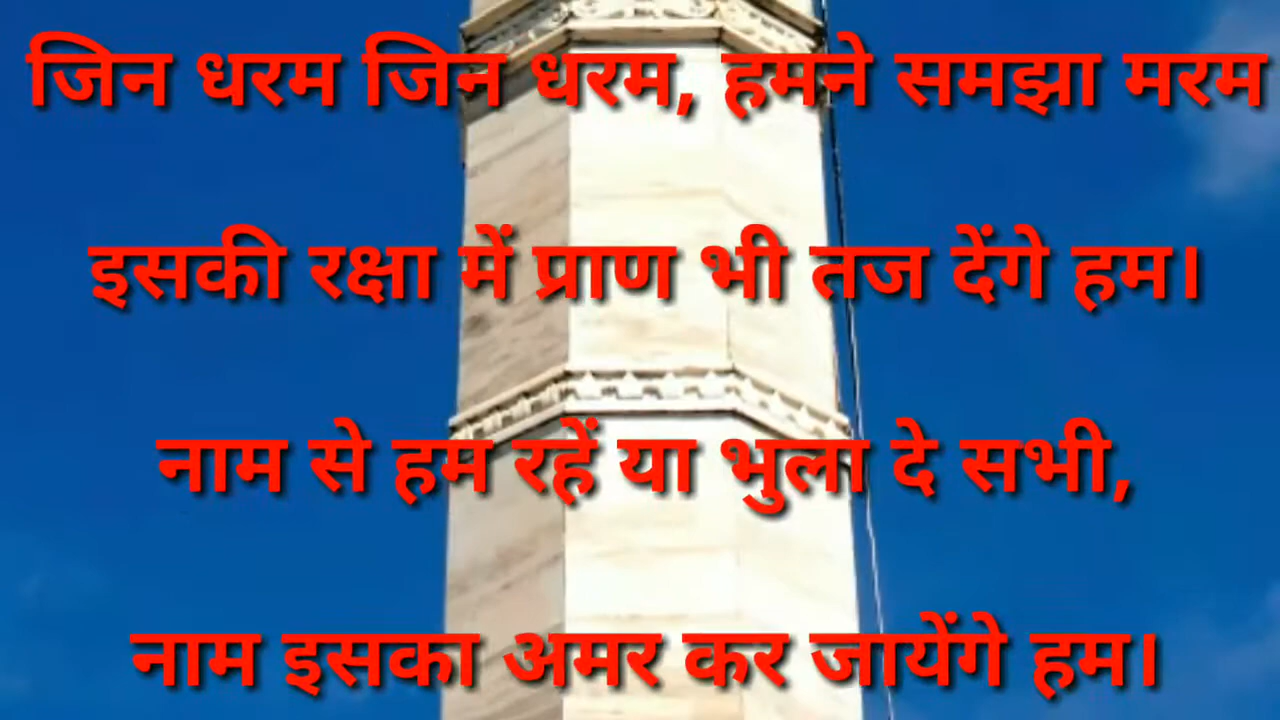 जिन धरम जिन धरम, हमने समझा मरम
इसकी रक्षा में प्राण भी तज देंगे हम।
नाम से हम रहें या भुला दे सभी,
नाम इसका अमर कर जायेंगे हम।